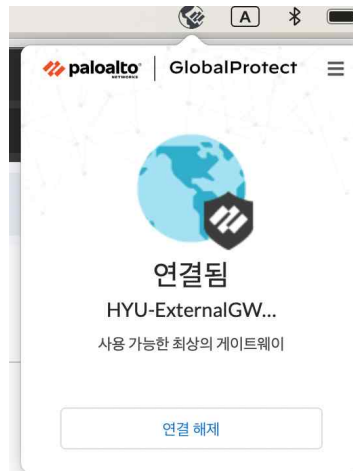 A
paloalto
NETWORKS
GlobalProtect
연결됨
HYU-ExternalGW...
사용 가능한 최상의 게이트웨이
연결 해제